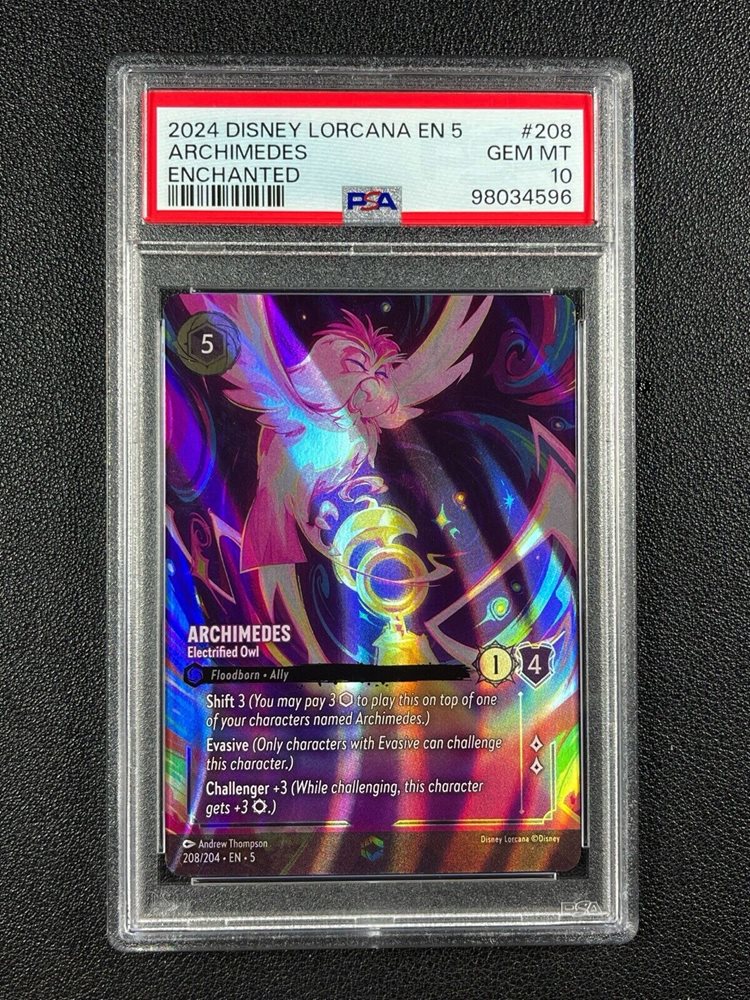 2024 DISNEY LORCANA EN 5 #208
ARCHIMEDES GEM MT
ENCHANTED 10
PSA 98034596
5
ARCHIMEDES
Electrified Owl
1 4
Floodborn • Ally
Shift 3 (You may pay 3 to play this on top of one
of your characters named Archimedes.)
Evasive (Only characters with Evasive can challenge
this character.)
Challenger +3 (While challenging, this character
gets +3 .)
Andrew Thompson Disney Lorcana ©Disney
208/204 • EN • 5
PSA